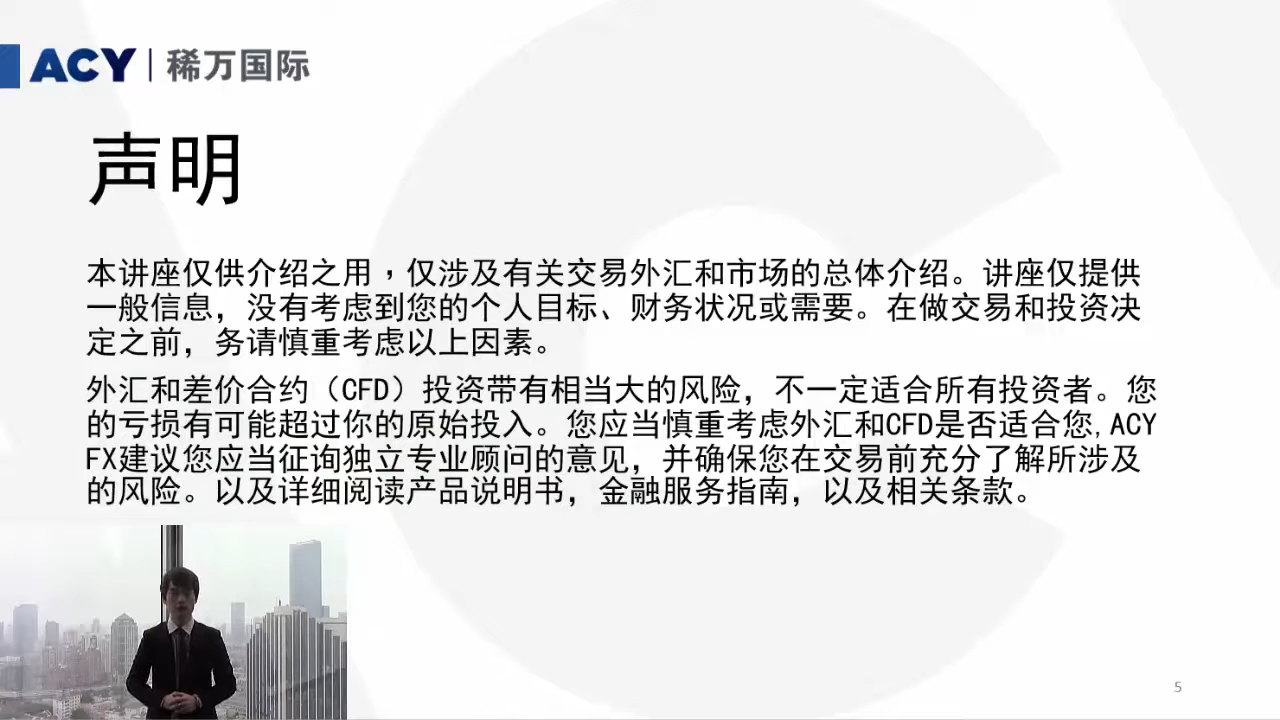 ACY | 稀万国际
声明
本讲座仅供介绍之用，仅涉及有关交易外汇和市场的总体介绍。讲座仅提供
一般信息，没有考虑到您的个人目标、财务状况或需要。在做交易和投资决
定之前，务请慎重考虑以上因素。
外汇和差价合约（CFD）投资带有相当大的风险，不一定适合所有投资者。您
的亏损有可能超过你的原始投入。您应当慎重考虑外汇和CFD是否适合您,ACY
FX建议您应当征询独立专业顾问的意见，并确保您在交易前充分了解所涉及
的风险。以及详细阅读产品说明书，金融服务指南，以及相关条款。
5